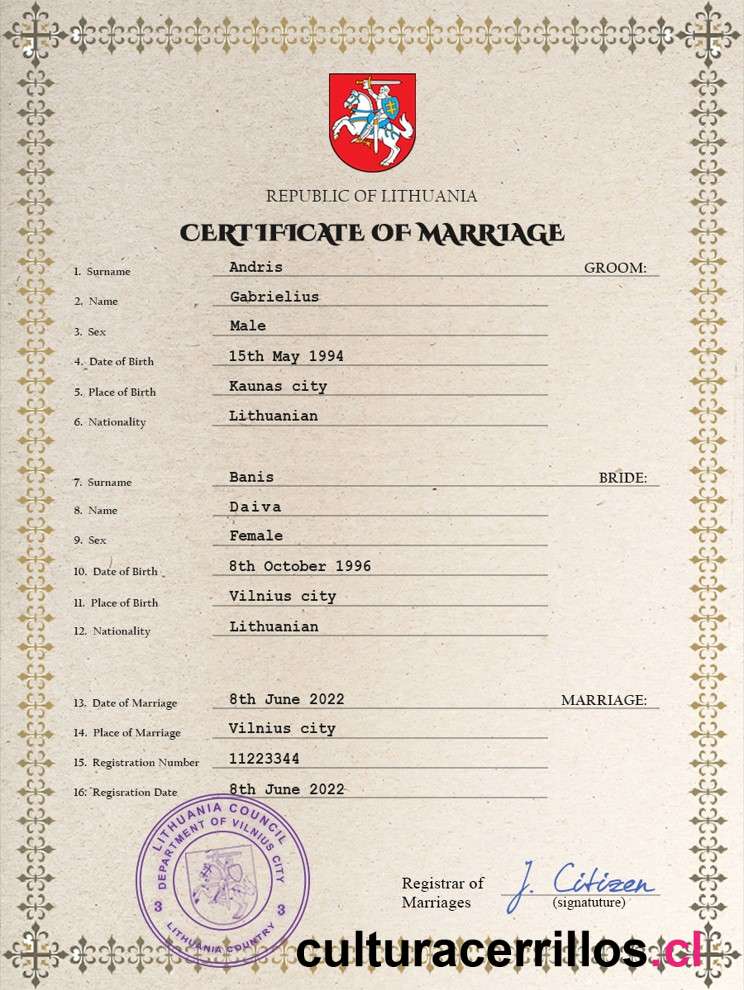 REPUBLIC OF LITHUANIA
CERTIFICATE OF MARRIAGE
1. Surname Andris GROOM:
2. Name Gabrielius
3. Sex Male
4. Date of Birth 15th May 1994
5. Place of Birth Kaunas city
6. Nationality Lithuanian
7. Surname Banis BRIDE:
8. Name Daiva
9. Sex Female
10. Date of Birth 8th October 1996
11. Place of Birth Vilnius city
12. Nationality Lithuanian
13. Date of Marriage 8th June 2022 MARRIAGE:
14. Place of Marriage Vilnius city
15. Registration Number 11223344
16. Regisration Date 8th June 2022
LITHUANIA COUNCIL
DEPARTMENT OF VILNIUS CITY
3 3
LITHUANIA COUNTRY
Registrar of J. Citizen
Marriages (signatuture)
culturacerrillos.cl